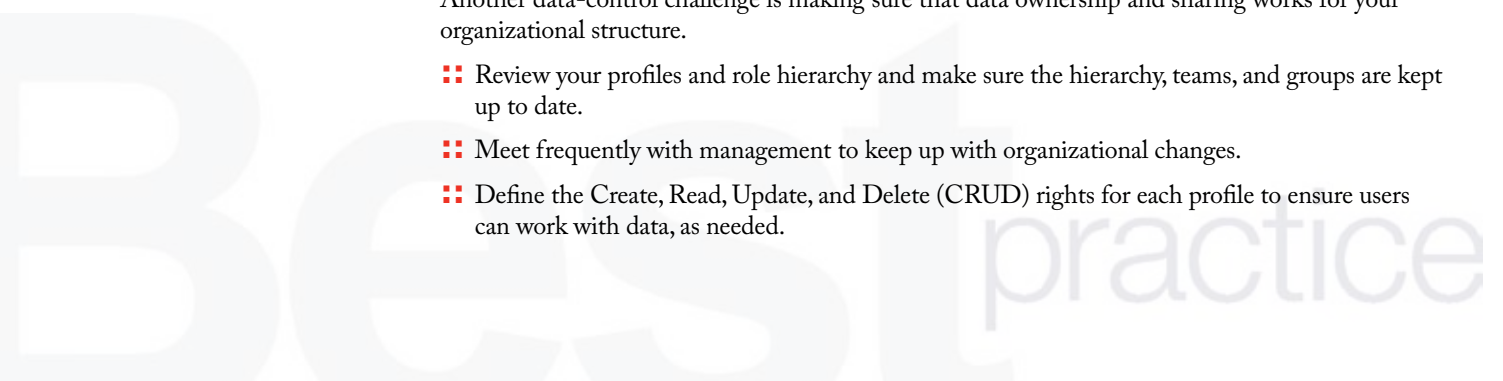 Another data-control challenge is making sure that data ownership and sharing works for your
organizational structure.
Review your profiles and role hierarchy and make sure the hierarchy, teams, and groups are kept
up to date.
Meet frequently with management to keep up with organizational changes.
Define the Create, Read, Update, and Delete (CRUD) rights for each profile to ensure users
can work with data, as needed.
Best
practice